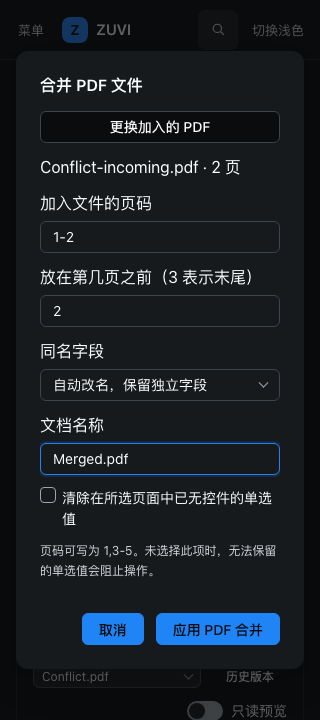 菜单
ZUVI
切换浅色
合并 PDF 文件
更换加入的 PDF
Conflict-incoming.pdf · 2 页
加入文件的页码
1-2
放在第几页之前（3 表示末尾）
2
同名字段
自动改名，保留独立字段
文档名称
Merged.pdf
清除在所选页面中已无控件的单选
值
页码可写为 1,3-5。未选择此项时，无法保留
的单选值会阻止操作。
取消
应用 PDF 合并
Conflict.pdf
历史版本
只读预览